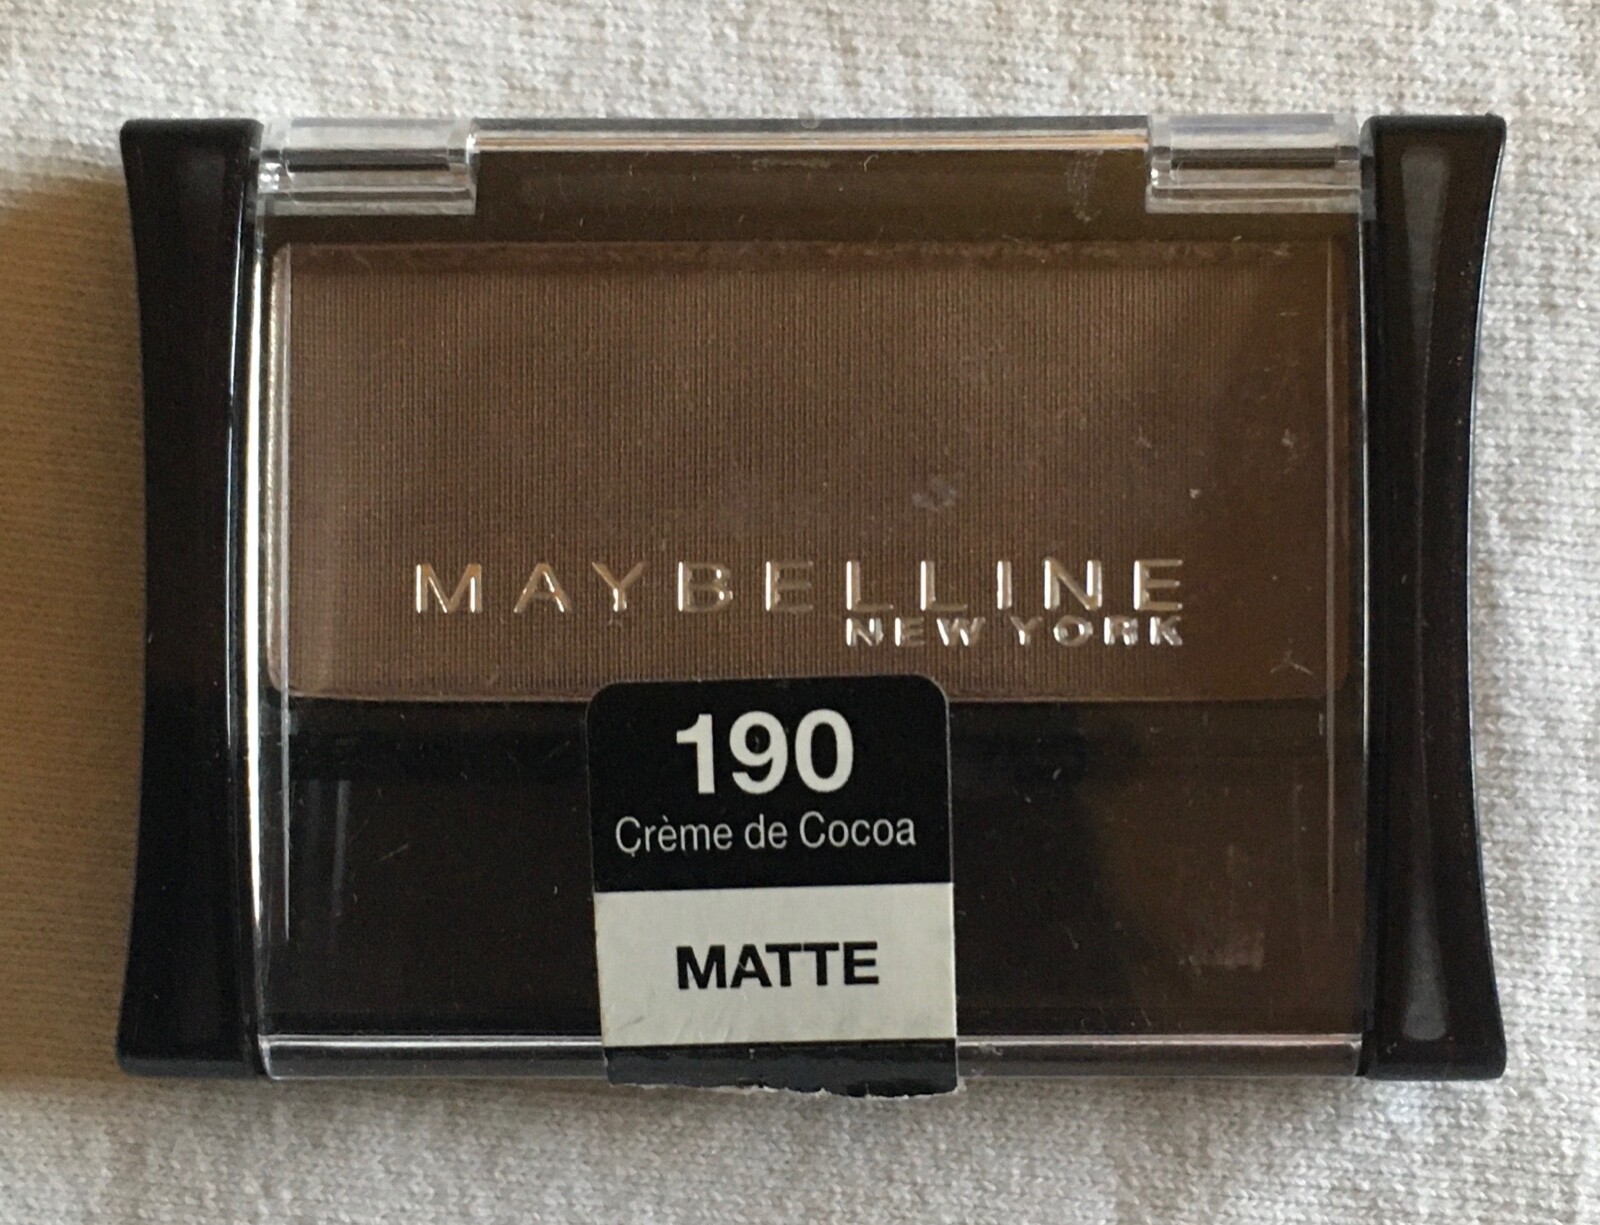 MAYBELLINE
NEW YORK
190
Crème de Cocoa
MATTE